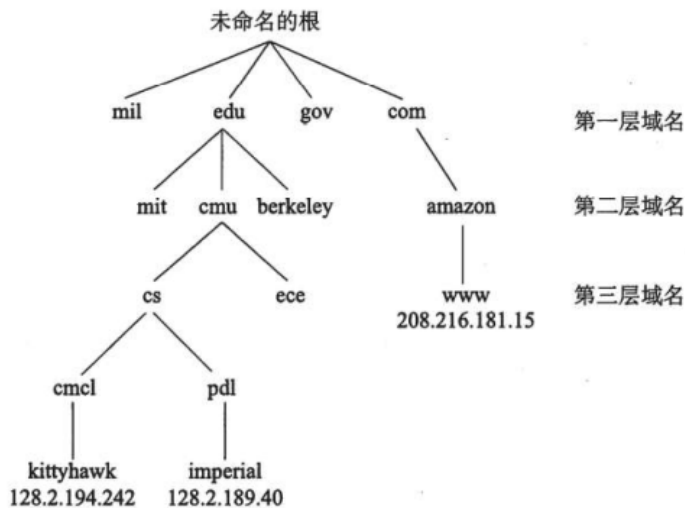 未命名的根
mil edu gov com 第一层域名
mit cmu berkeley amazon 第二层域名
cs ece www 第三层域名
208.216.181.15
cmcl pdl
kittyhawk imperial
128.2.194.242 128.2.189.40